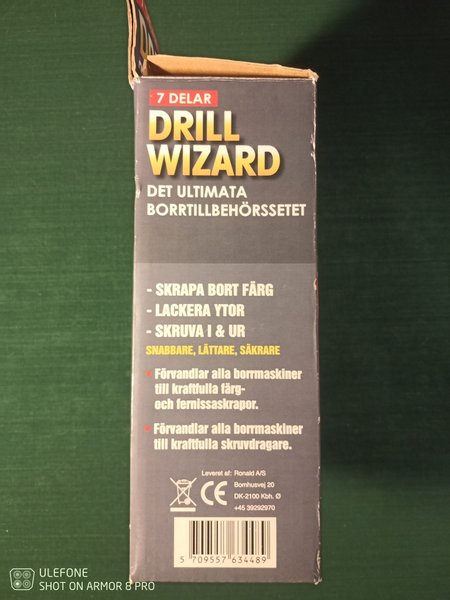 7 DELAR
DRILL
WIZARD
DET ULTIMATA
BORRTILLBEHÖRSSETET
- SKRAPA BORT FÄRG
- LACKERA YTOR
- SKRUVA I & UR
SNABBARE, LÄTTARE, SÄKRARE
• Förvandlar alla borrmaskiner
till kraftfulla färg-
och fernissaskrapor.
• Förvandlar alla borrmaskiner
till kraftfulla skruvdragare.
Leveret af: Ronald A/S
Bornhusvej 20
DK-2100 Kbh. Ø
+45 39292970
CE
5 709557 634489
ULEFONE
SHOT ON ARMOR 8 PRO